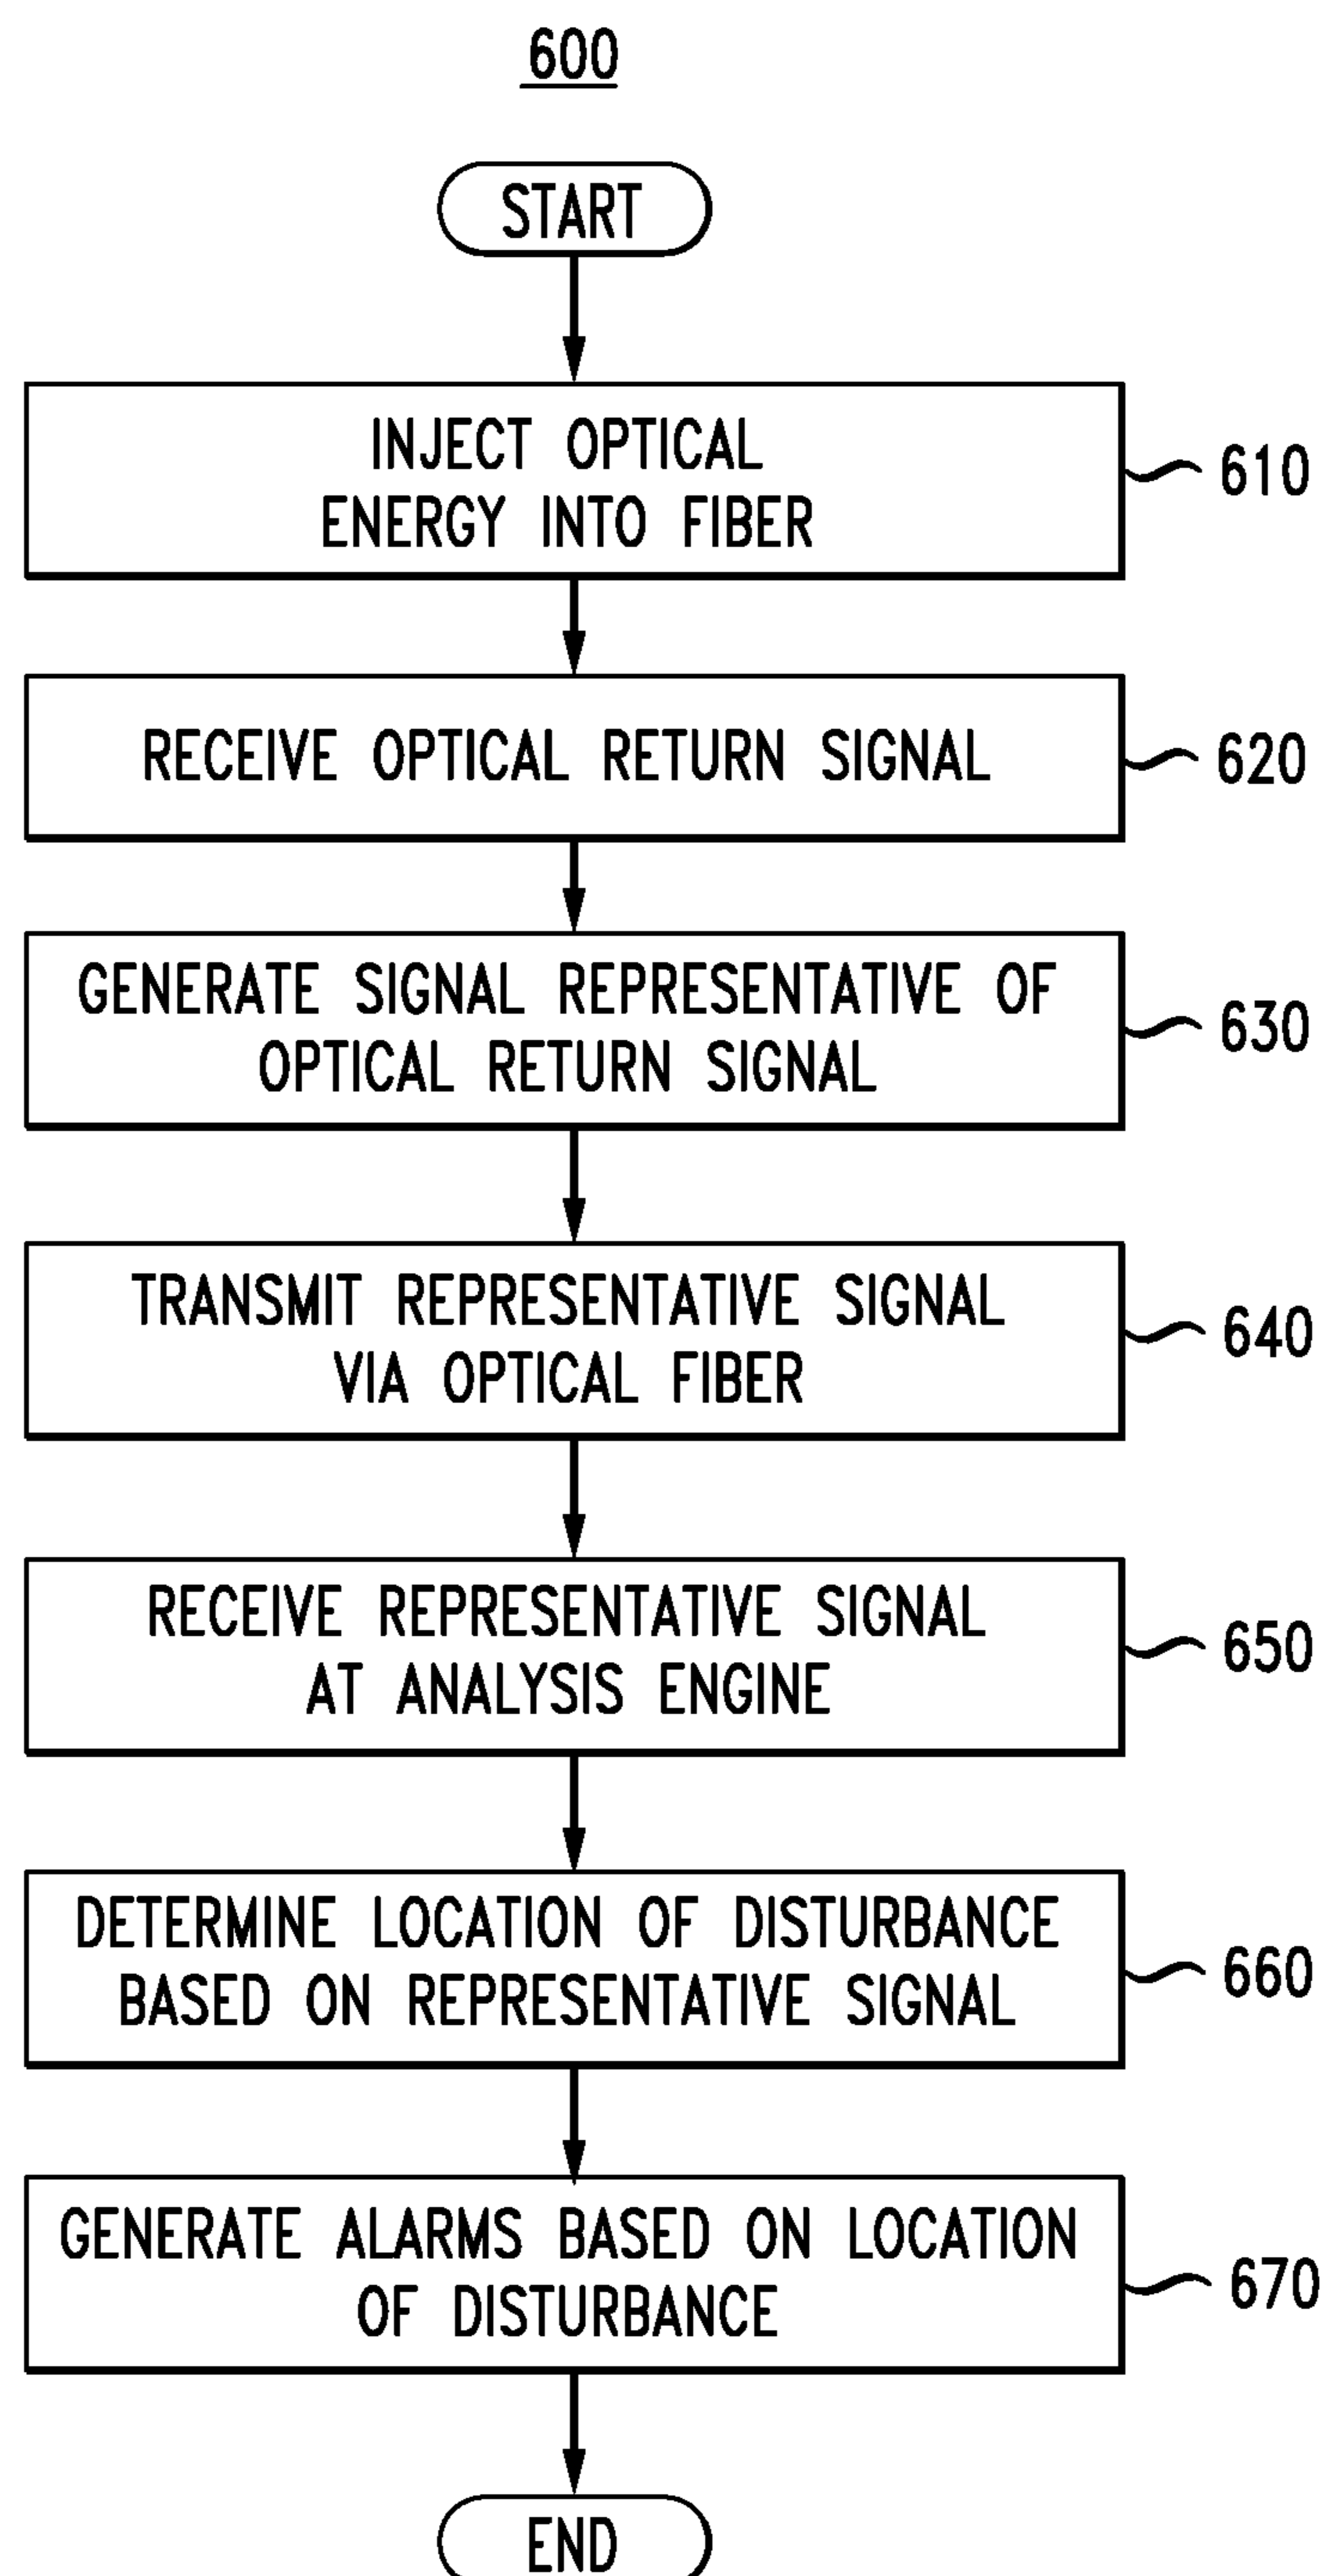 600
START
INJECT OPTICAL
ENERGY INTO FIBER
610
RECEIVE OPTICAL RETURN SIGNAL
620
GENERATE SIGNAL REPRESENTATIVE OF
OPTICAL RETURN SIGNAL
630
TRANSMIT REPRESENTATIVE SIGNAL
VIA OPTICAL FIBER
640
RECEIVE REPRESENTATIVE SIGNAL
AT ANALYSIS ENGINE
650
DETERMINE LOCATION OF DISTURBANCE
BASED ON REPRESENTATIVE SIGNAL
660
GENERATE ALARMS BASED ON LOCATION
OF DISTURBANCE
670
END